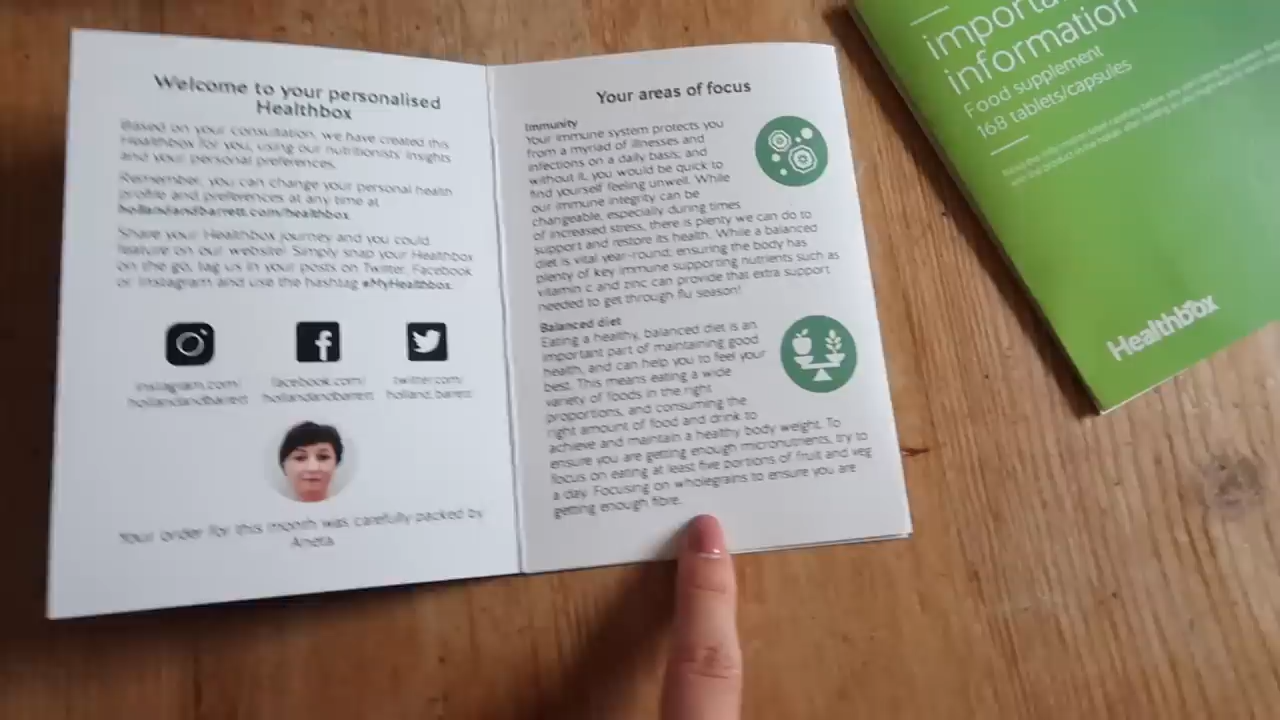 Welcome to your personalised
Healthbox
Based on your consultation, we have created this
Healthbox for you, using our nutritionists' insights
and your personal preferences.
Remember, you can change your personal health
profile and preferences at any time at
hollandandbarrett.com/healthbox.
Share your Healthbox journey and you could
feature on our website! Simply snap your Healthbox
on the go, tag us in your posts on Twitter, Facebook
or Instagram and use the hashtag #MyHealthbox.
instagram.com/
hollandandbarrett
facebook.com/
hollandandbarrett
twitter.com/
holland_barrett
Your order for this month was carefully packed by
Aneta
Your areas of focus
Immunity
Your immune system protects you
from a myriad of illnesses and
infections on a daily basis; and
without it, you would be quick to
find yourself feeling unwell. While
our immune integrity can be
changeable, especially during times
of increased stress, there is plenty we can do to
support and restore its health. While a balanced
diet is vital year-round; ensuring the body has
plenty of key immune supporting nutrients such as
vitamin c and zinc can provide that extra support
needed to get through flu season!
Balanced diet
Eating a healthy, balanced diet is an
important part of maintaining good
health, and can help you to feel your
best. This means eating a wide
variety of foods in the right
proportions, and consuming the
right amount of food and drink to
achieve and maintain a healthy body weight. To
ensure you are getting enough micronutrients, try to
focus on eating at least five portions of fruit and veg
a day. Focusing on wholegrains to ensure you are
getting enough fibre.
information
Food supplement
168 tablets/capsules
Healthbox